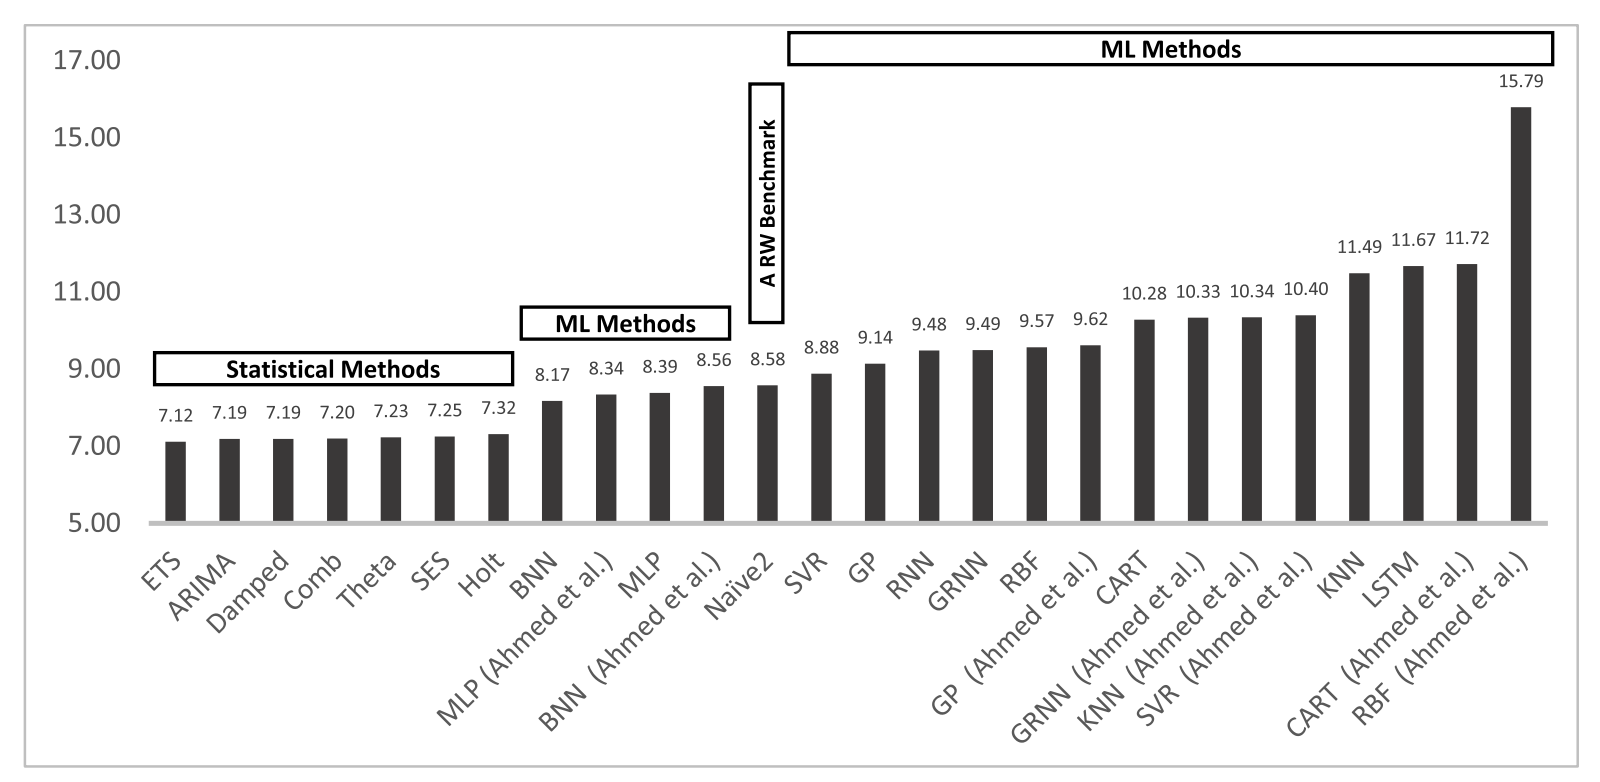 ML Methods
17.00
15.79
15.00
A RW Benchmark
13.00
11.49 11.67 11.72
11.00
10.28 10.33 10.34 10.40
ML Methods
9.48 9.49 9.57 9.62
8.88 9.14
9.00
Statistical Methods
8.17 8.34 8.39 8.56 8.58
7.12 7.19 7.19 7.20 7.23 7.25 7.32
7.00
5.00
ETS
ARIMA
Damped
Comb
Theta
SES
Holt
BNN
MLP (Ahmed et al.)
MLP
BNN (Ahmed et al.)
Naïve2
SVR
GP
RNN
GRNN
RBF
GP (Ahmed et al.)
CART
GRNN (Ahmed et al.)
KNN (Ahmed et al.)
SVR (Ahmed et al.)
KNN
LSTM
CART (Ahmed et al.)
RBF (Ahmed et al.)